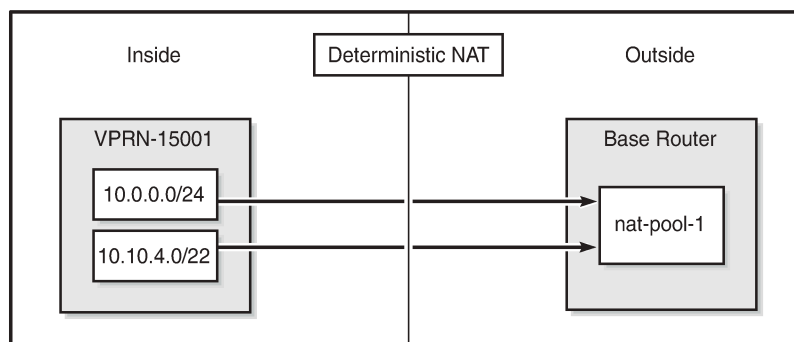 Inside
Deterministic NAT
Outside
VPRN-15001
10.0.0.0/24
10.10.4.0/22
Base Router
nat-pool-1